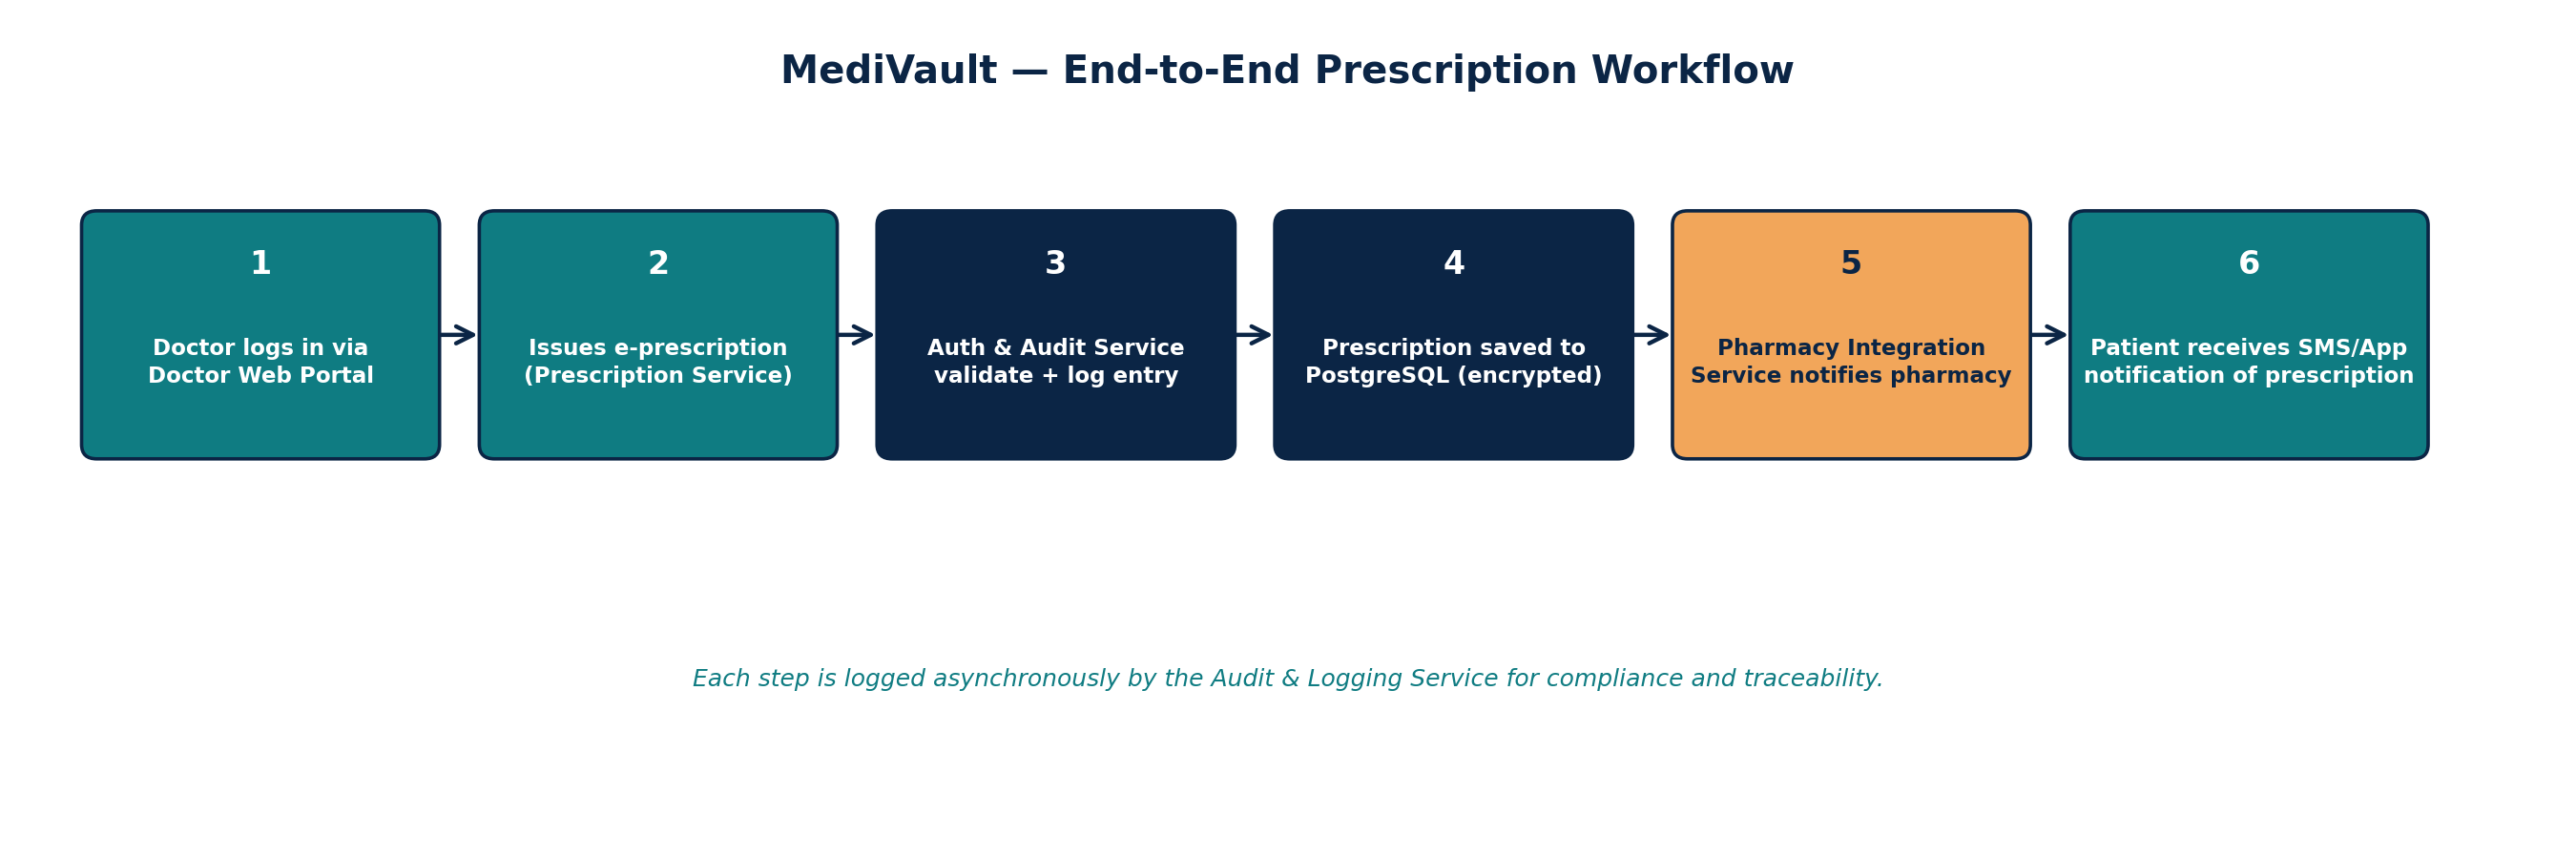 MediVault — End-to-End Prescription Workflow
1
Doctor logs in via
Doctor Web Portal
2
Issues e-prescription
(Prescription Service)
3
Auth & Audit Service
validate + log entry
4
Prescription saved to
PostgreSQL (encrypted)
5
Pharmacy Integration
Service notifies pharmacy
6
Patient receives SMS/App
notification of prescription
Each step is logged asynchronously by the Audit & Logging Service for compliance and traceability.